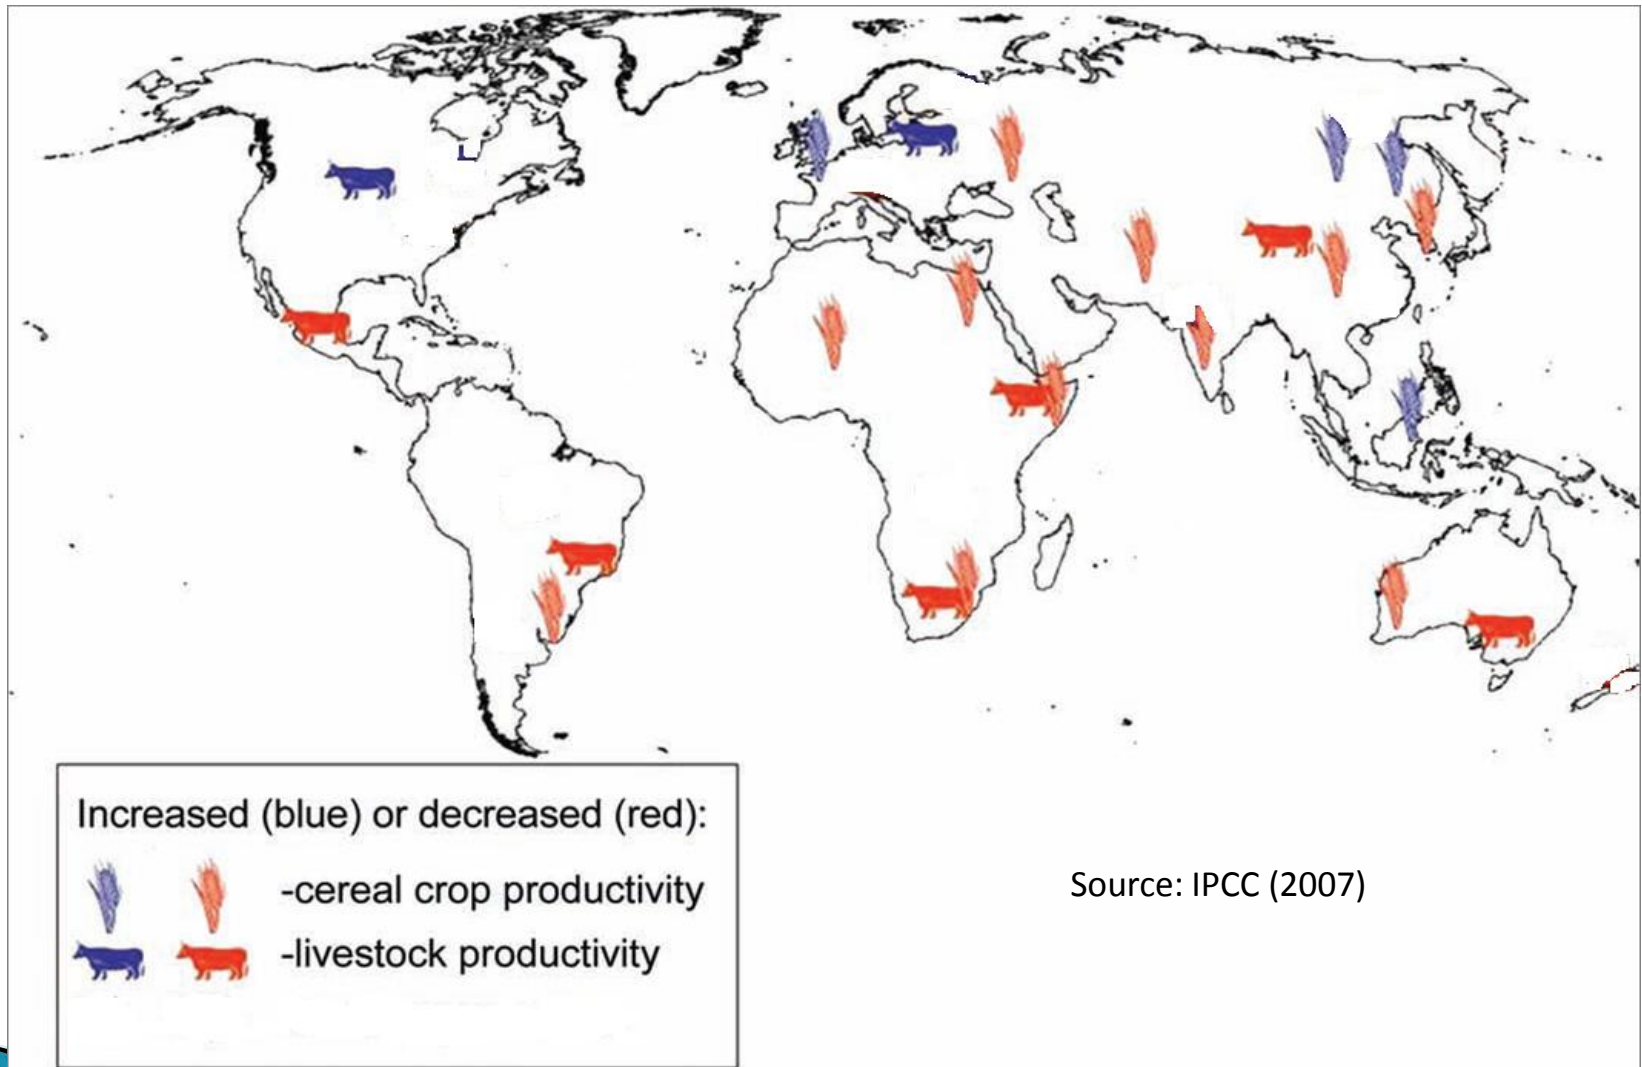 Increased (blue) or decreased (red):
-cereal crop productivity
-livestock productivity
Source: IPCC (2007)